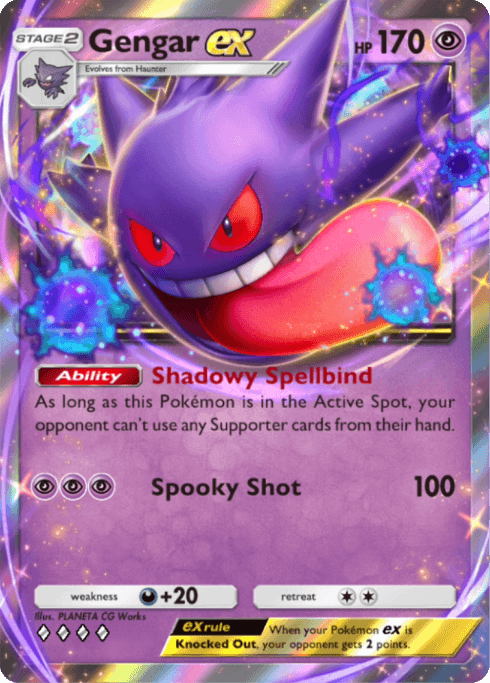 STAGE2 Gengar ex HP 170
Evolves from Haunter
Ability Shadowy Spellbind
As long as this Pokémon is in the Active Spot, your
opponent can't use any Supporter cards from their hand.
Spooky Shot 100
weakness +20 retreat
Illus. PLANETA CG Works
ex rule When your Pokémon ex is
Knocked Out, your opponent gets 2 points.